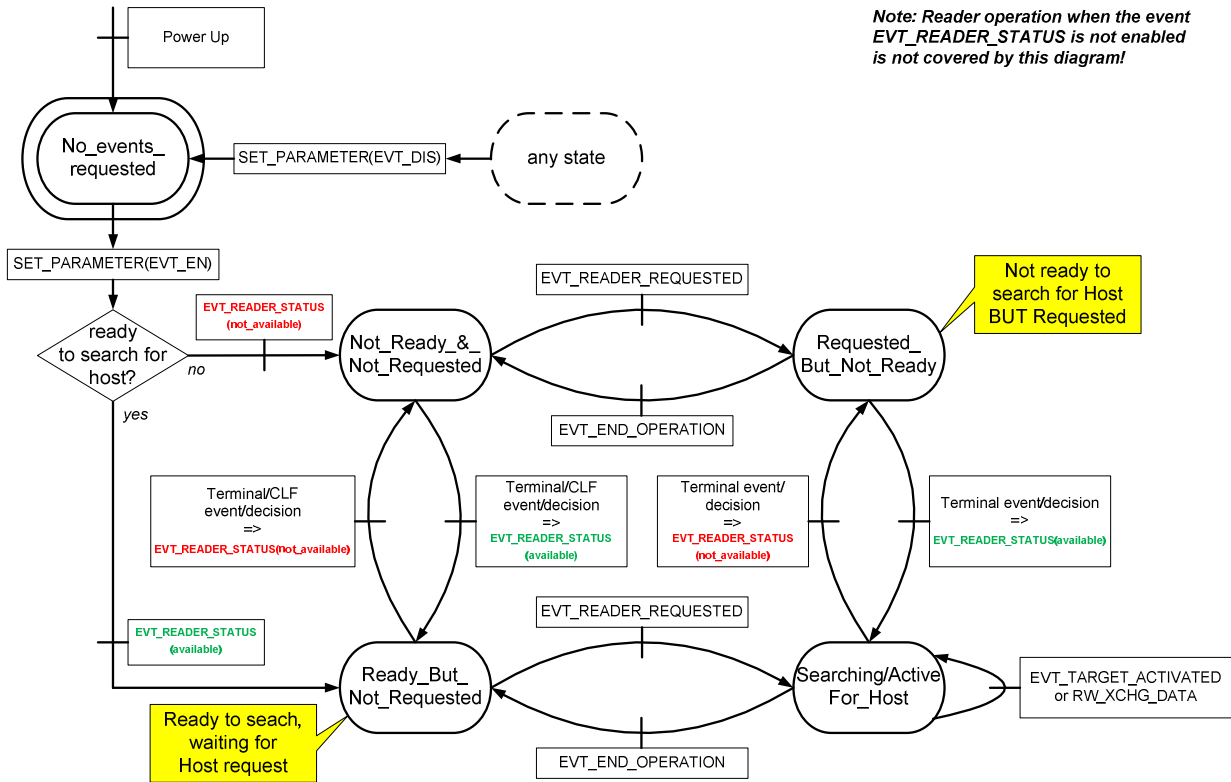 Power Up
Note: Reader operation when the event
EVT_READER_STATUS is not enabled
is not covered by this diagram!
No_events_
requested
SET_PARAMETER(EVT_DIS)
any state
SET_PARAMETER(EVT_EN)
ready
to search for
host?
no
yes
EVT_READER_STATUS
(not_available)
Not_Ready_&_
Not_Requested
EVT_READER_REQUESTED
EVT_END_OPERATION
Requested_
But_Not_Ready
Not ready to
search for Host
BUT Requested
Terminal/CLF
event/decision
=>
EVT_READER_STATUS(not_available)
Terminal/CLF
event/decision
=>
EVT_READER_STATUS
(available)
Terminal event/
decision
=>
EVT_READER_STATUS
(not_available)
Terminal event/decision
=>
EVT_READER_STATUS(available)
EVT_READER_STATUS
(available)
Ready_But_
Not_Requested
Ready to seach,
waiting for
Host request
EVT_READER_REQUESTED
EVT_END_OPERATION
Searching/Active
For_Host
EVT_TARGET_ACTIVATED
or RW_XCHG_DATA